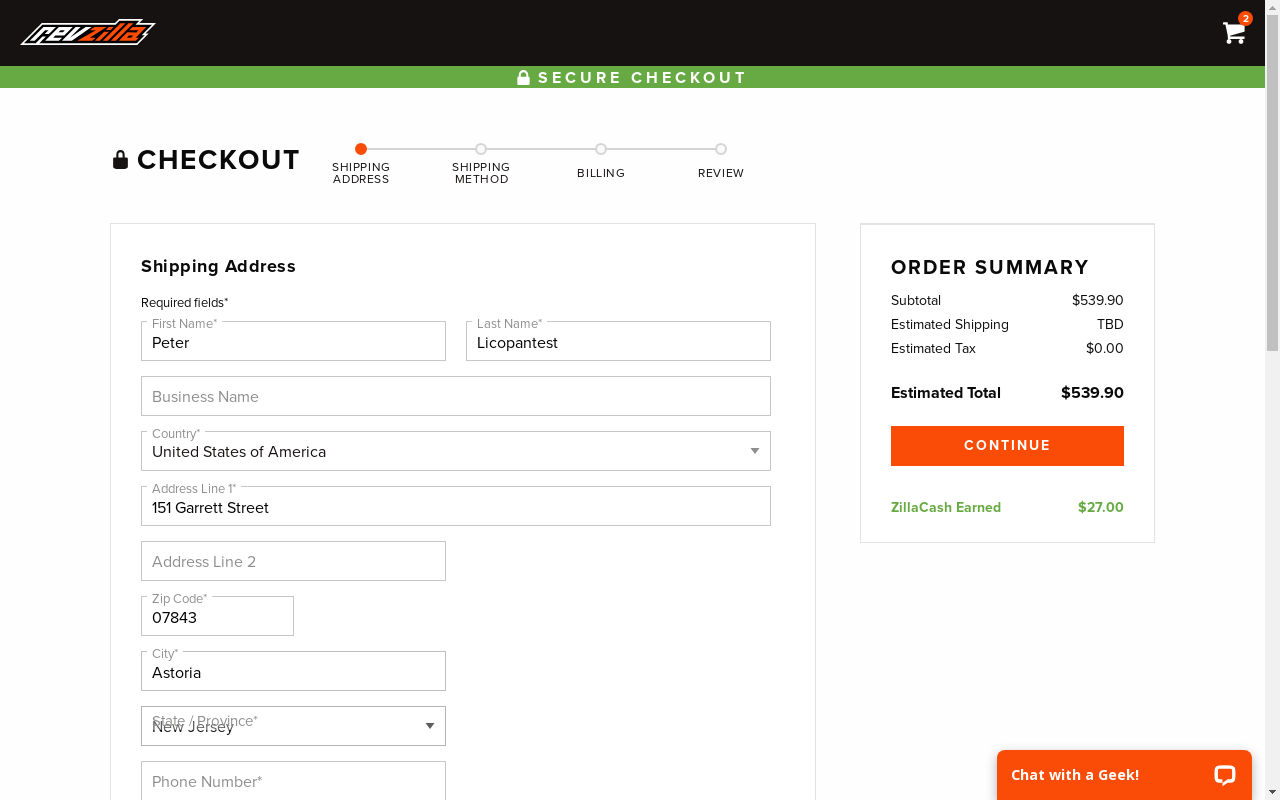 revzilla
2
SECURE CHECKOUT
CHECKOUT
SHIPPING ADDRESS
SHIPPING METHOD
BILLING
REVIEW
Shipping Address
Required fields*
First Name*
Peter
Last Name*
Licopantest
Business Name
Country*
United States of America
Address Line 1*
151 Garrett Street
Address Line 2
Zip Code*
07843
City*
Astoria
State / Province*
New Jersey
Phone Number*
ORDER SUMMARY
Subtotal $539.90
Estimated Shipping TBD
Estimated Tax $0.00
Estimated Total $539.90
CONTINUE
ZillaCash Earned $27.00
Chat with a Geek!